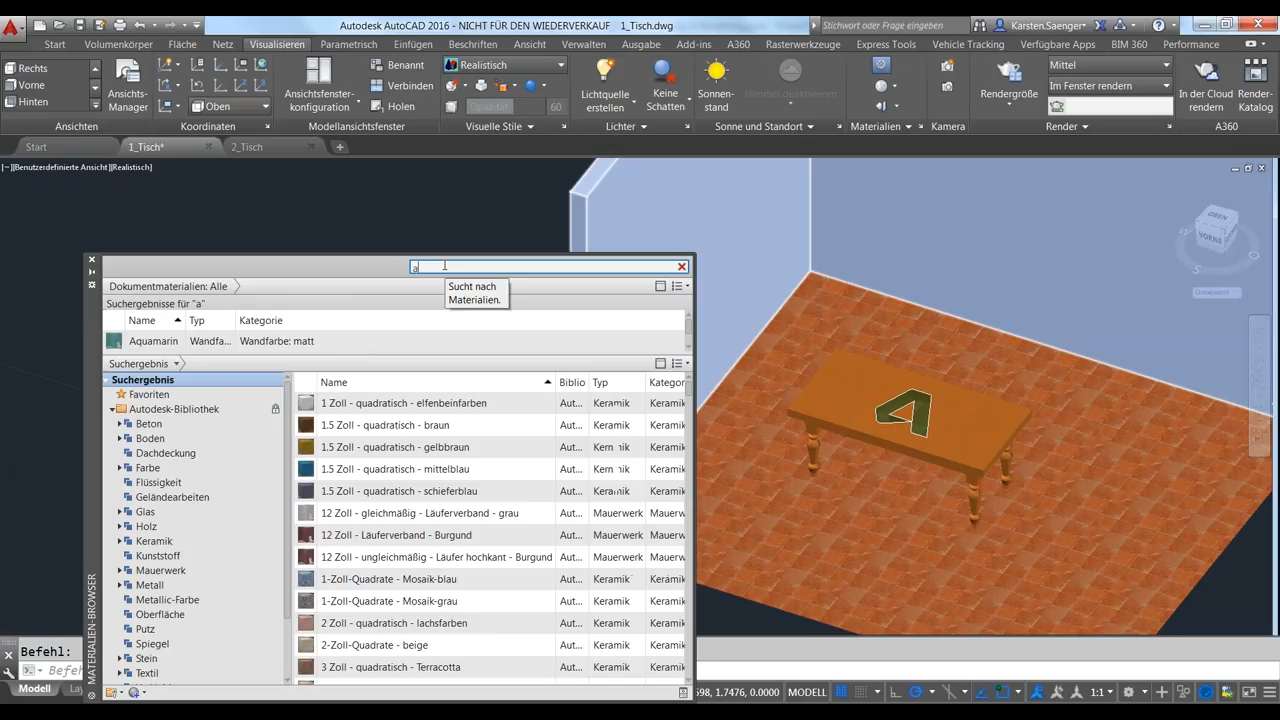 Autodesk AutoCAD 2016 - NICHT FÜR DEN WIEDERVERKAUF 1_Tisch.dwg
Stichwort oder Frage eingeben
Karsten.Saenger
Start Volumenkörper Fläche Netz Visualisieren Parametrisch Einfügen Beschriften Ansicht Verwalten Ausgabe Add-ins A360 Rasterwerkzeuge Express Tools Vehicle Tracking Verfügbare Apps BIM 360 Performance
Rechts
Vorne
Hinten
Ansichts-
Manager
Oben
Ansichtsfenster-
konfiguration
Benannt
Verbinden
Holen
Realistisch
Opazität 60
Lichtquelle
erstellen
Keine
Schatten
Sonnen-
stand
Himmel deaktivieren
Rendergröße
Mittel
Im Fenster rendern
In der Cloud
rendern
Render-
Katalog
Ansichten Koordinaten Modellansichtsfenster Visuelle Stile Lichter Sonne und Standort Materialien Kamera Render A360
Start 1_Tisch* 2_Tisch
[−][Benutzerdefinierte Ansicht][Realistisch]
OBEN
VORNE
S
a
Sucht nach
Materialien.
Dokumentmaterialien: Alle
Suchergebnisse für "a"
Name Typ Kategorie
Aquamarin Wandfa... Wandfarbe: matt
Suchergebnis
Suchergebnis
Favoriten
Autodesk-Bibliothek
Beton
Boden
Dachdeckung
Farbe
Flüssigkeit
Geländearbeiten
Glas
Holz
Keramik
Kunststoff
Mauerwerk
Metall
Metallic-Farbe
Oberfläche
Putz
Spiegel
Stein
Textil
Name Biblio Typ Kategor
1 Zoll - quadratisch - elfenbeinfarben Aut... Keramik Keramik
1.5 Zoll - quadratisch - braun Aut... Keramik Keramik
1.5 Zoll - quadratisch - gelbbraun Aut... Keramik
1.5 Zoll - quadratisch - mittelblau Aut... Keramik
1.5 Zoll - quadratisch - schieferblau Aut... Keramik Keramik
12 Zoll - gleichmäßig - Läuferverband - grau Aut... Mauerwerk Mauerw
12 Zoll - Läuferverband - Burgund Aut... Mauerwerk Mauerw
12 Zoll - ungleichmäßig - Läufer hochkant - Burgund Aut... Mauerwerk Mauerw
1-Zoll-Quadrate - Mosaik-blau Aut... Keramik Keramik
1-Zoll-Quadrate - Mosaik-grau Aut... Keramik Keramik
2 Zoll - quadratisch - lachsfarben Aut... Keramik Keramik
2-Zoll-Quadrate - beige Aut... Keramik Keramik
3 Zoll - quadratisch - Terracotta Aut... Keramik Keramik
MATERIALIEN-BROWSER
Befehl:
Modell
698, 1.7476, 0.0000 MODELL 1:1